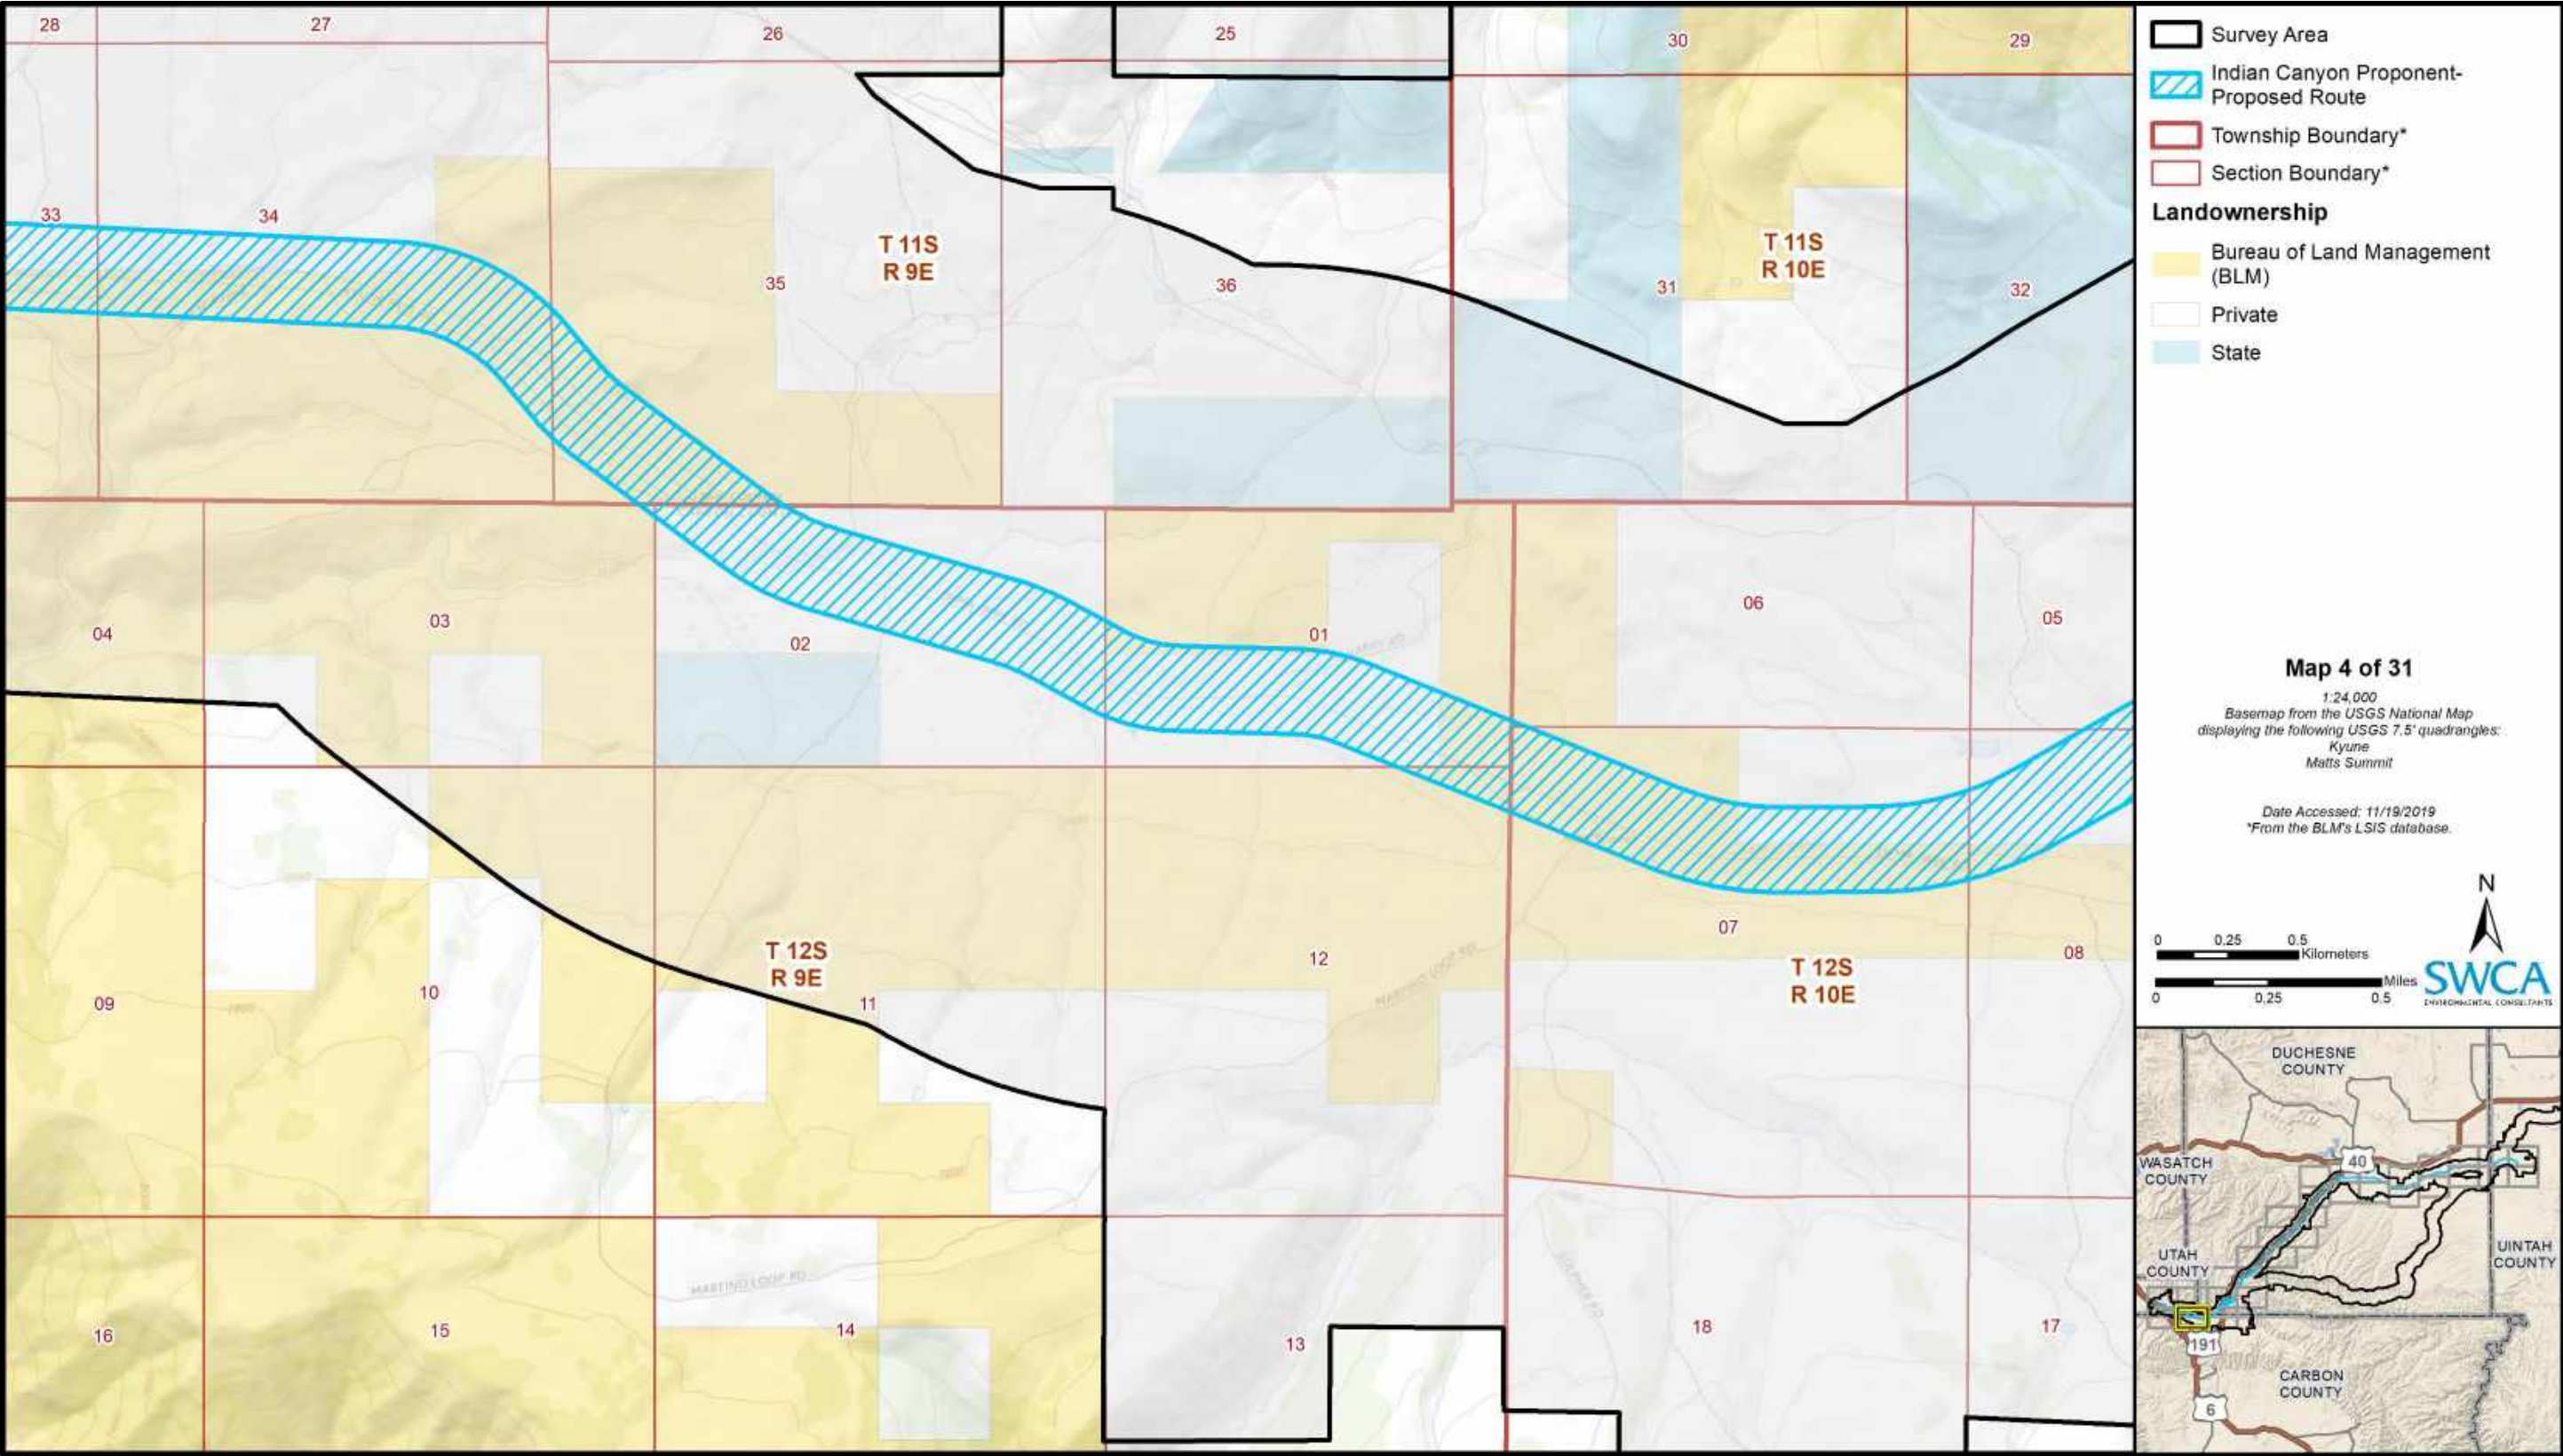 28
27
26
25
30
29
33
34
35
T 11S
R 9E
36
31
T 11S
R 10E
32
04
03
02
01
06
05
09
10
T 12S
R 9E
11
12
07
T 12S
R 10E
08
MARTINO LOOP RD
16
15
14
MARTINO LOOP RD
13
18
17
Survey Area
Indian Canyon Proponent-
Proposed Route
Township Boundary*
Section Boundary*
Landownership
Bureau of Land Management
(BLM)
Private
State
Map 4 of 31
1:24,000
Basemap from the USGS National Map
displaying the following USGS 7.5' quadrangles:
Kyune
Matts Summit
Date Accessed: 11/19/2019
*From the BLM's LSIS database.
N
0 0.25 0.5
Kilometers
Miles
0 0.25 0.5
SWCA
ENVIRONMENTAL CONSULTANTS
DUCHESNE
COUNTY
WASATCH
COUNTY
40
UTAH
COUNTY
UINTAH
COUNTY
191
CARBON
COUNTY
6